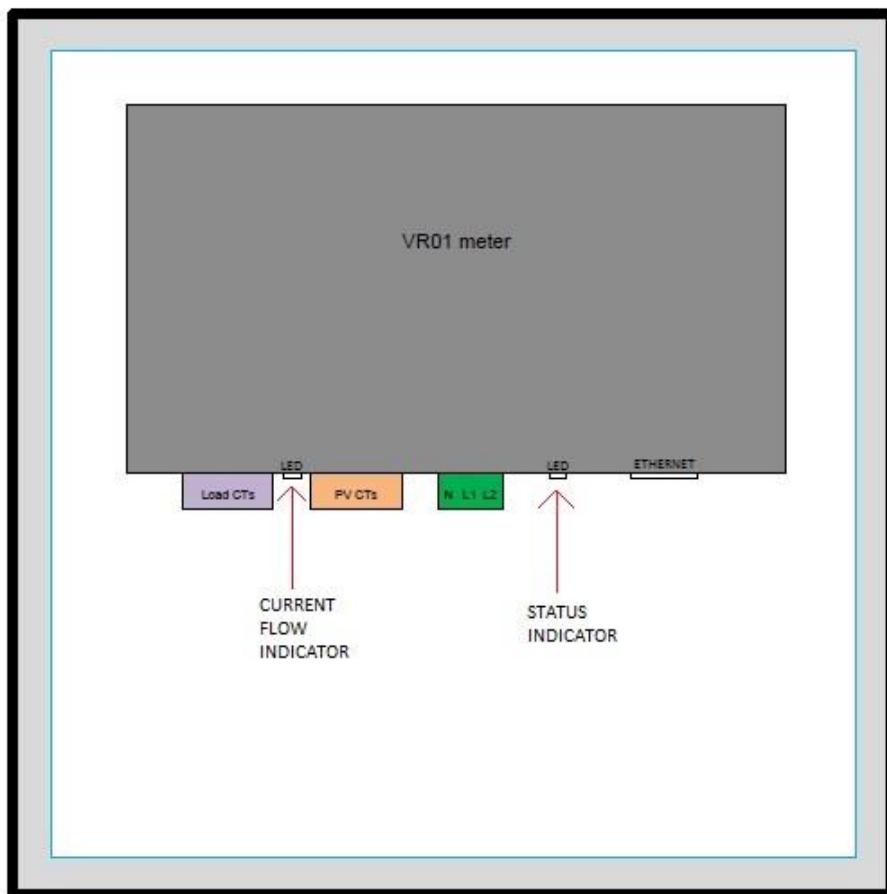 VR01 meter
LED
LED
ETHERNET
Load CTs
PV CTs
N L1 L2
CURRENT
FLOW
INDICATOR
STATUS
INDICATOR